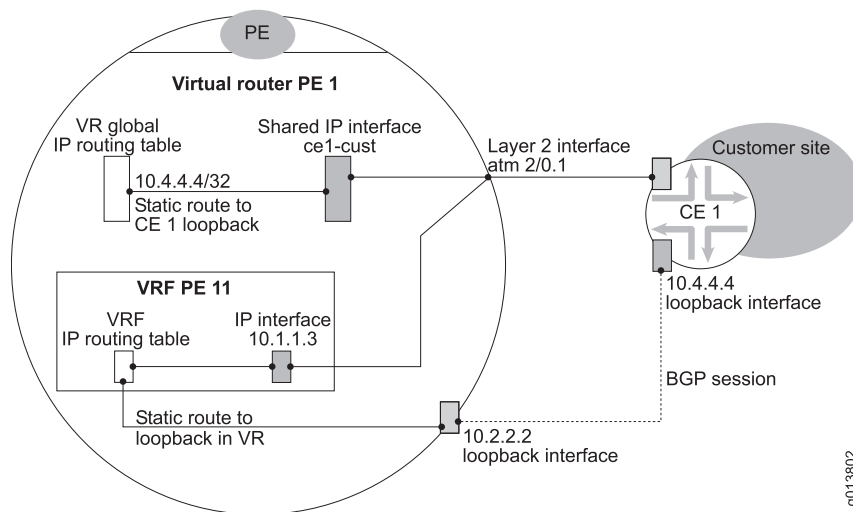 PE
Virtual router PE 1
VR global
IP routing table
Shared IP interface
ce1-cust
Layer 2 interface
atm 2/0.1
Customer site
10.4.4.4/32
Static route to
CE 1 loopback
CE 1
VRF PE 11
VRF
IP routing table
IP interface
10.1.1.3
10.4.4.4
loopback interface
BGP session
Static route to
loopback in VR
10.2.2.2
loopback interface
g013802